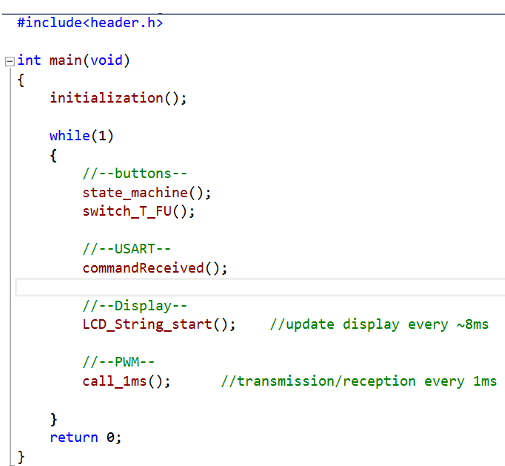 #include<header.h>
int main(void)
{
initialization();
while(1)
{
//--buttons--
state_machine();
switch_T_FU();
//--USART--
commandReceived();
//--Display--
LCD_String_start();    //update display every ~8ms
//--PWM--
call_1ms();      //transmission/reception every 1ms
}
return 0;
}